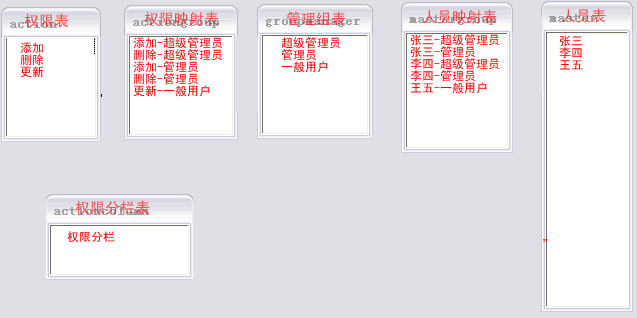 权限表
action
添加
删除
更新
权限映射表
actiongroup
添加-超级管理员
删除-超级管理员
添加-管理员
删除-管理员
更新-一般用户
管理组表
groupmanager
超级管理员
管理员
一般用户
人员映射表
mastergroup
张三-超级管理员
张三-管理员
李四-超级管理员
李四-管理员
王五-一般用户
人员表
master
张三
李四
王五
权限分栏表
actioncolumn
权限分栏